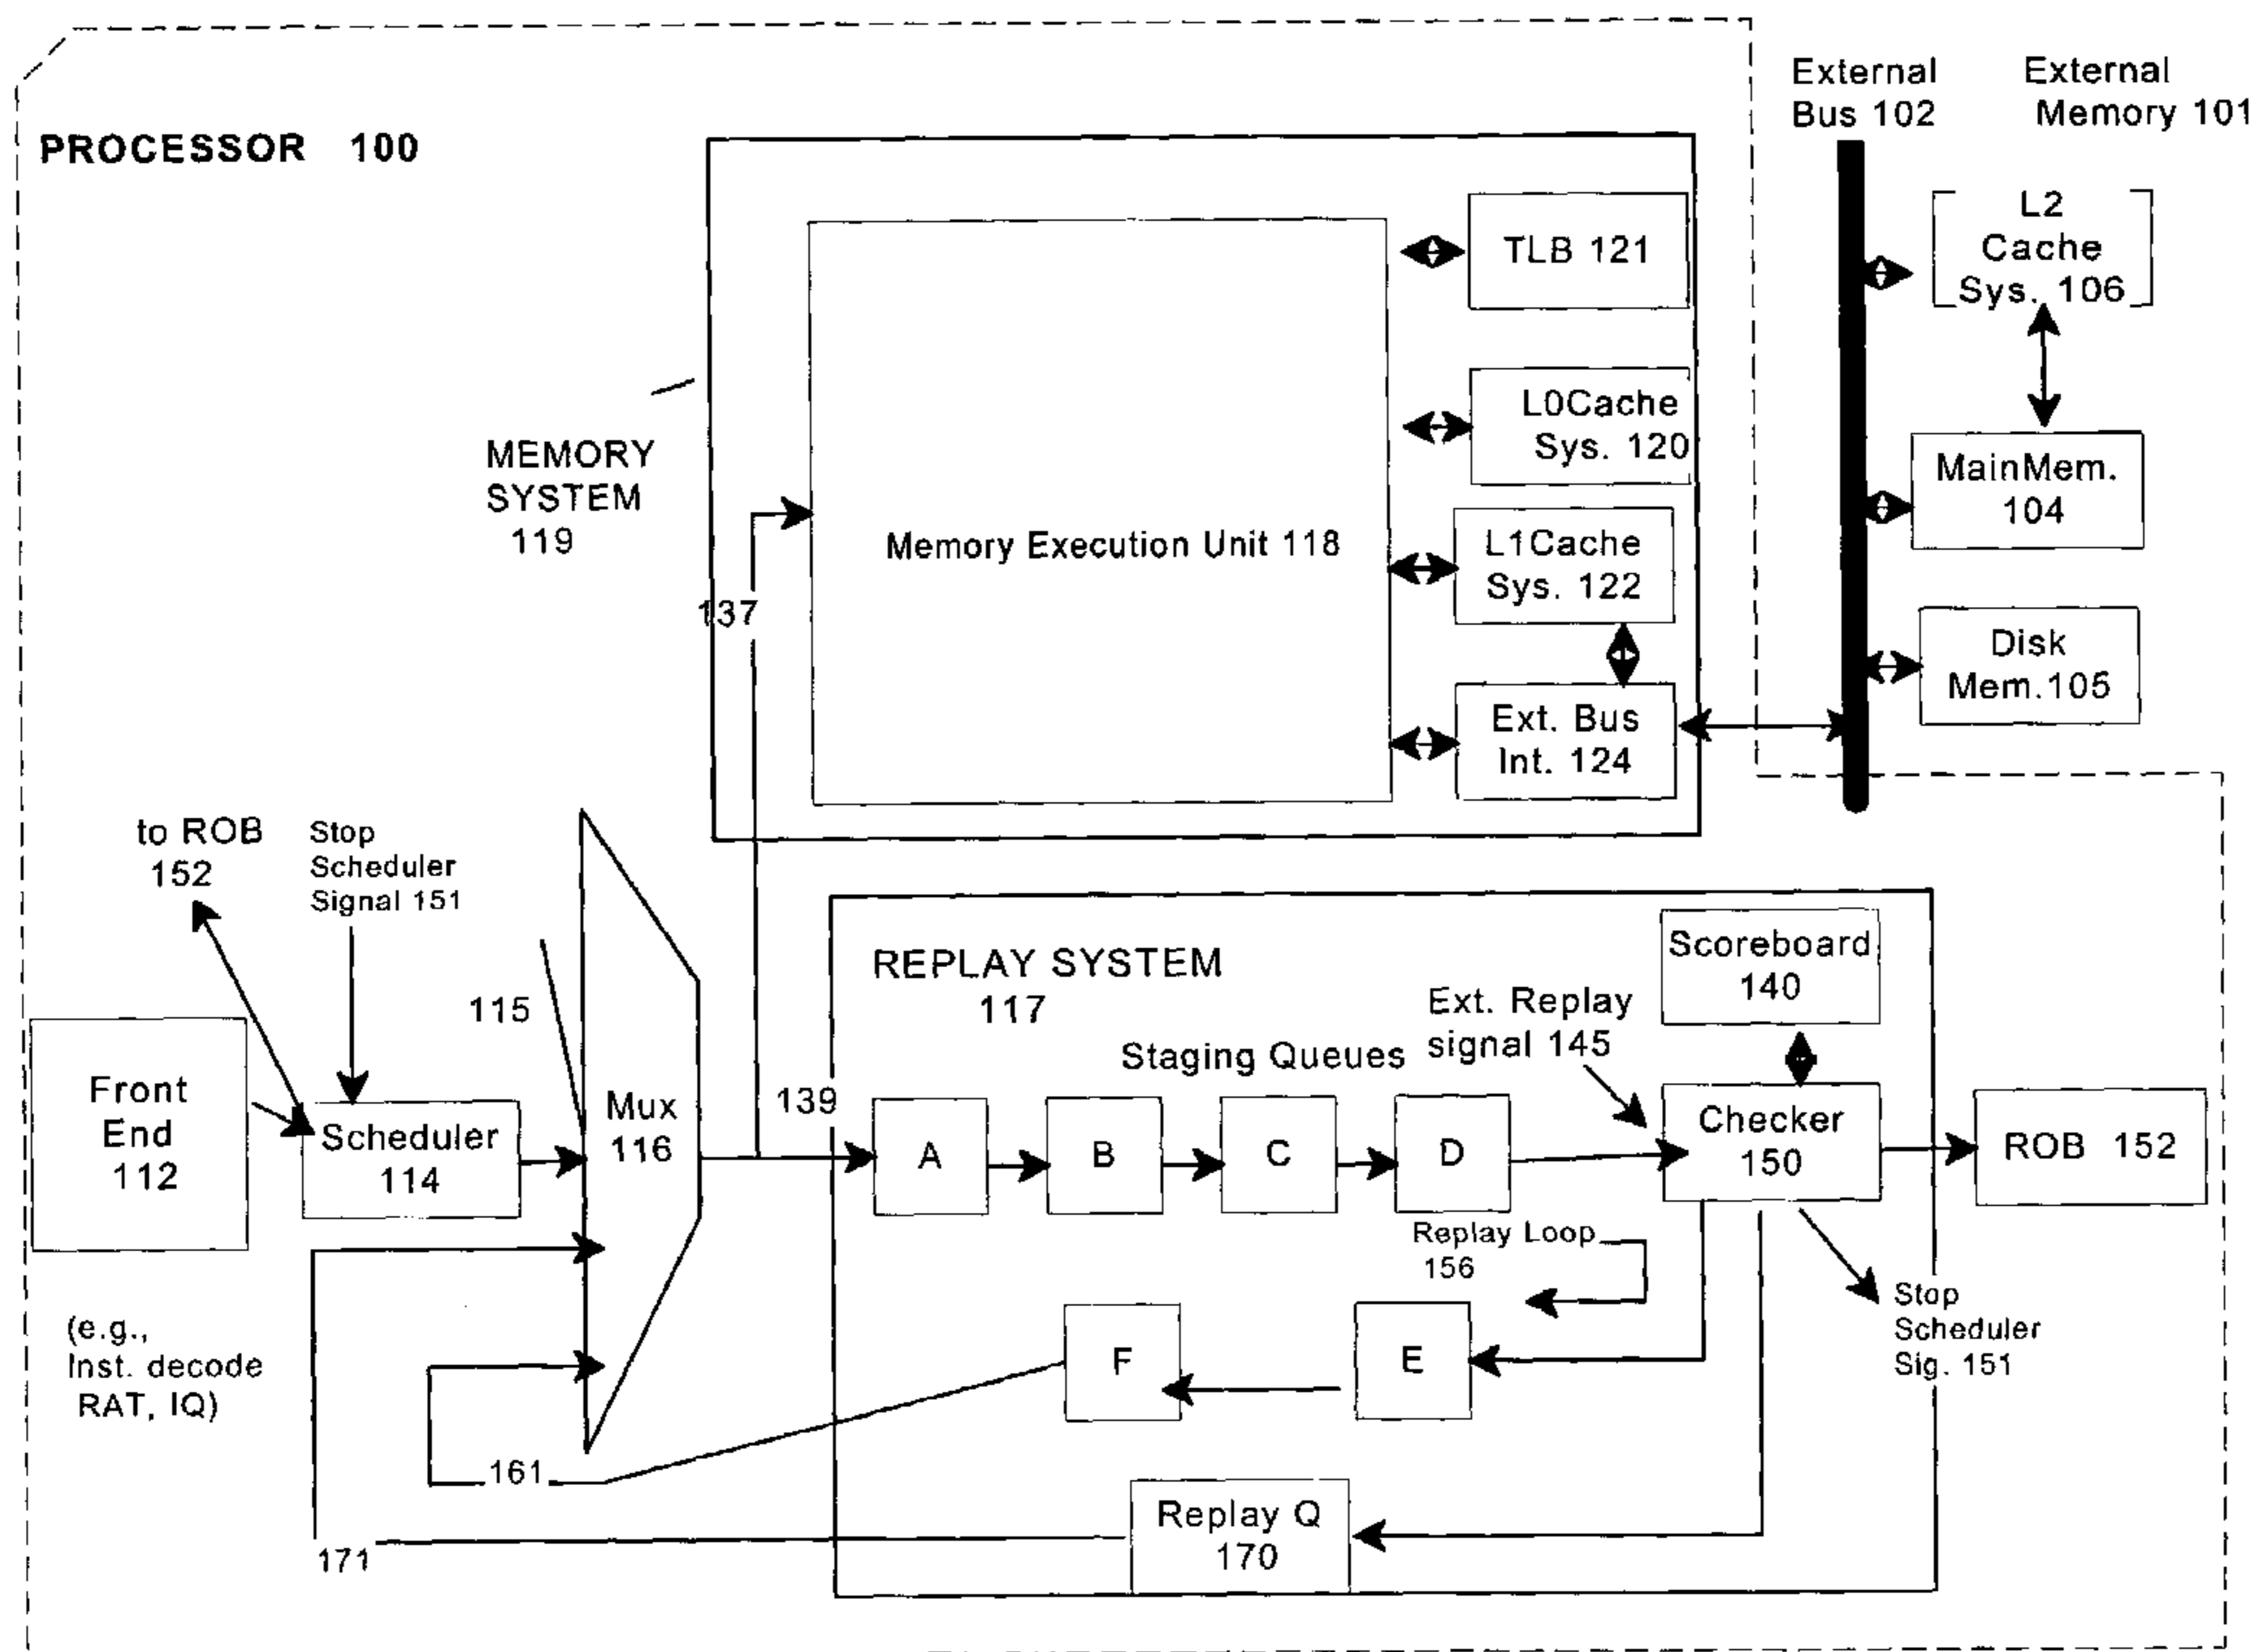 PROCESSOR 100
External
Bus 102
External
Memory 101
L2
Cache
Sys. 106
MainMem.
104
Disk
Mem.105
MEMORY
SYSTEM
119
Memory Execution Unit 118
TLB 121
L0Cache
Sys. 120
L1Cache
Sys. 122
Ext. Bus
Int. 124
137
to ROB
152
Stop
Scheduler
Signal 151
115
Front
End
112
Scheduler
114
Mux
116
139
REPLAY SYSTEM
117
Staging Queues
Ext. Replay
signal 145
Scoreboard
140
A
B
C
D
Checker
150
ROB 152
Replay Loop
156
Stop
Scheduler
Sig. 151
F
E
(e.g.,
Inst. decode
RAT, IQ)
161
Replay Q
170
171